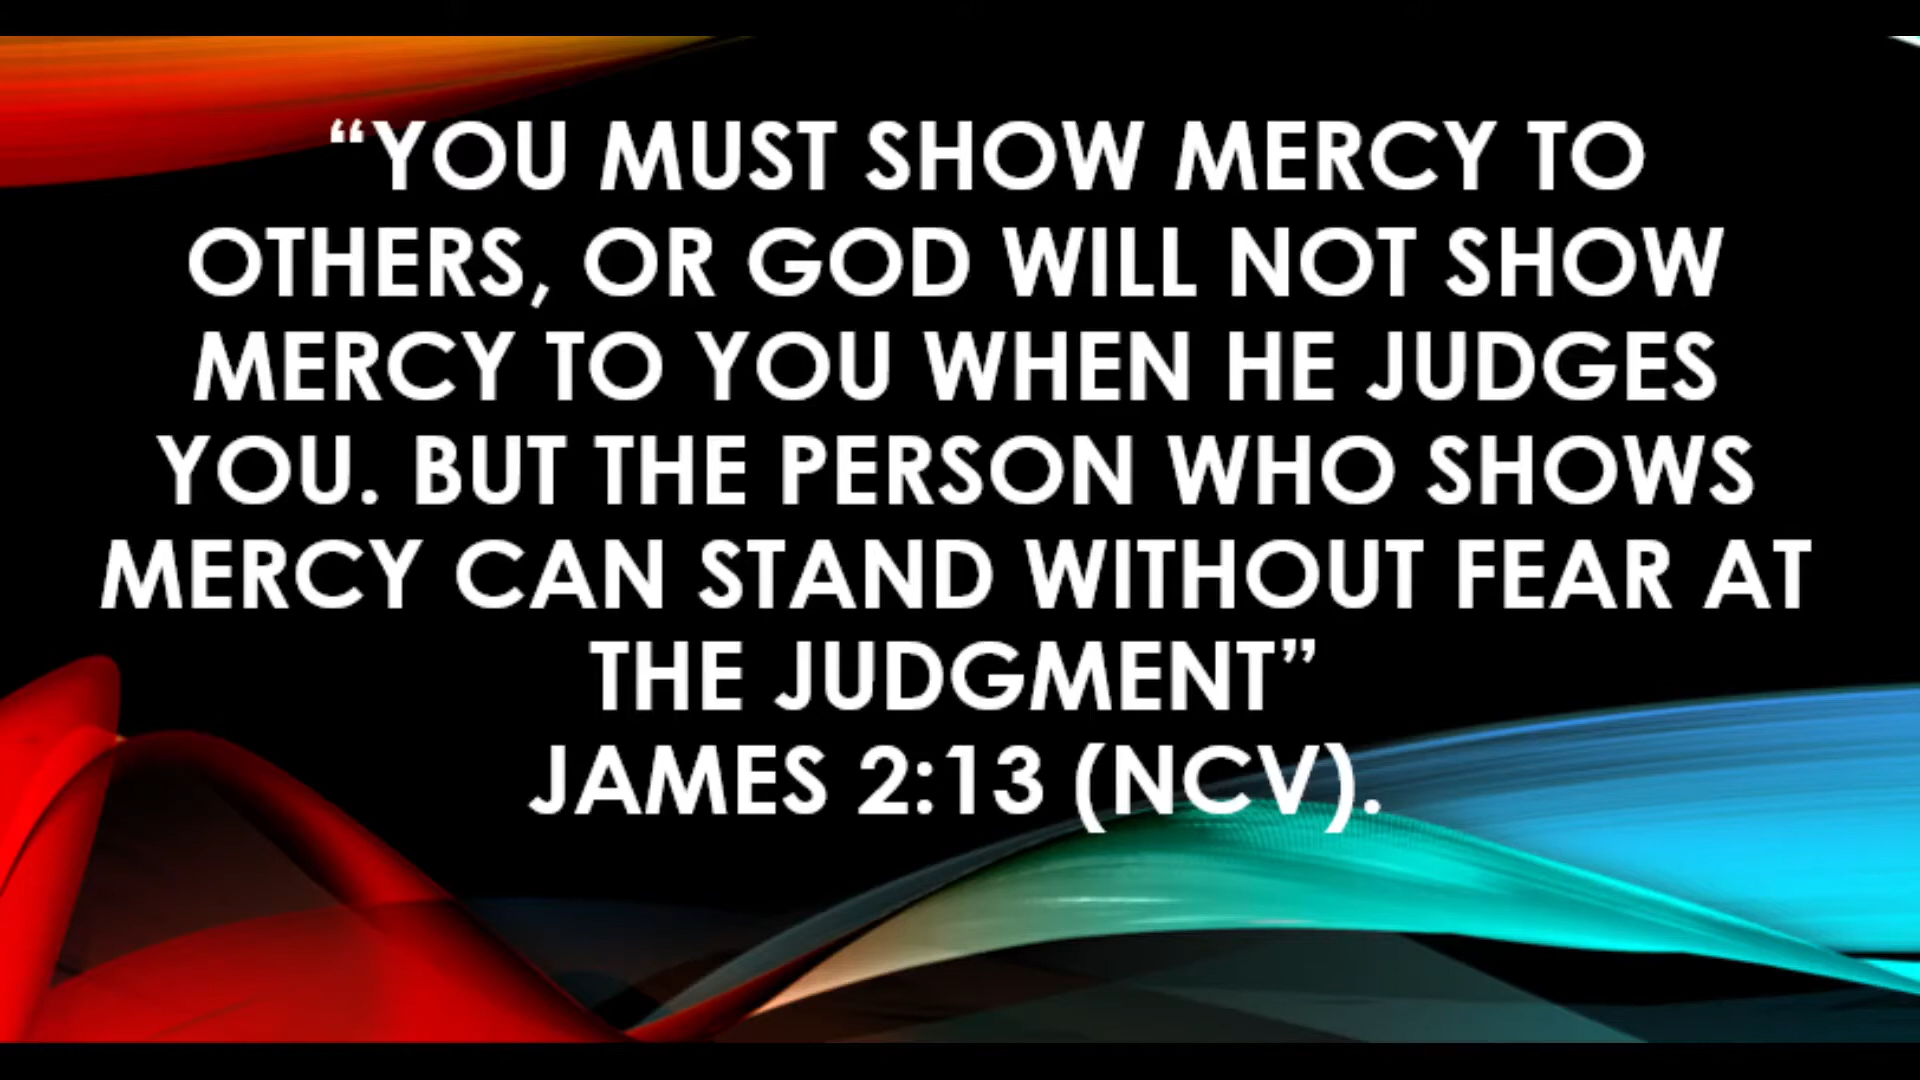 “YOU MUST SHOW MERCY TO
OTHERS, OR GOD WILL NOT SHOW
MERCY TO YOU WHEN HE JUDGES
YOU. BUT THE PERSON WHO SHOWS
MERCY CAN STAND WITHOUT FEAR AT
THE JUDGMENT”
JAMES 2:13 (NCV).